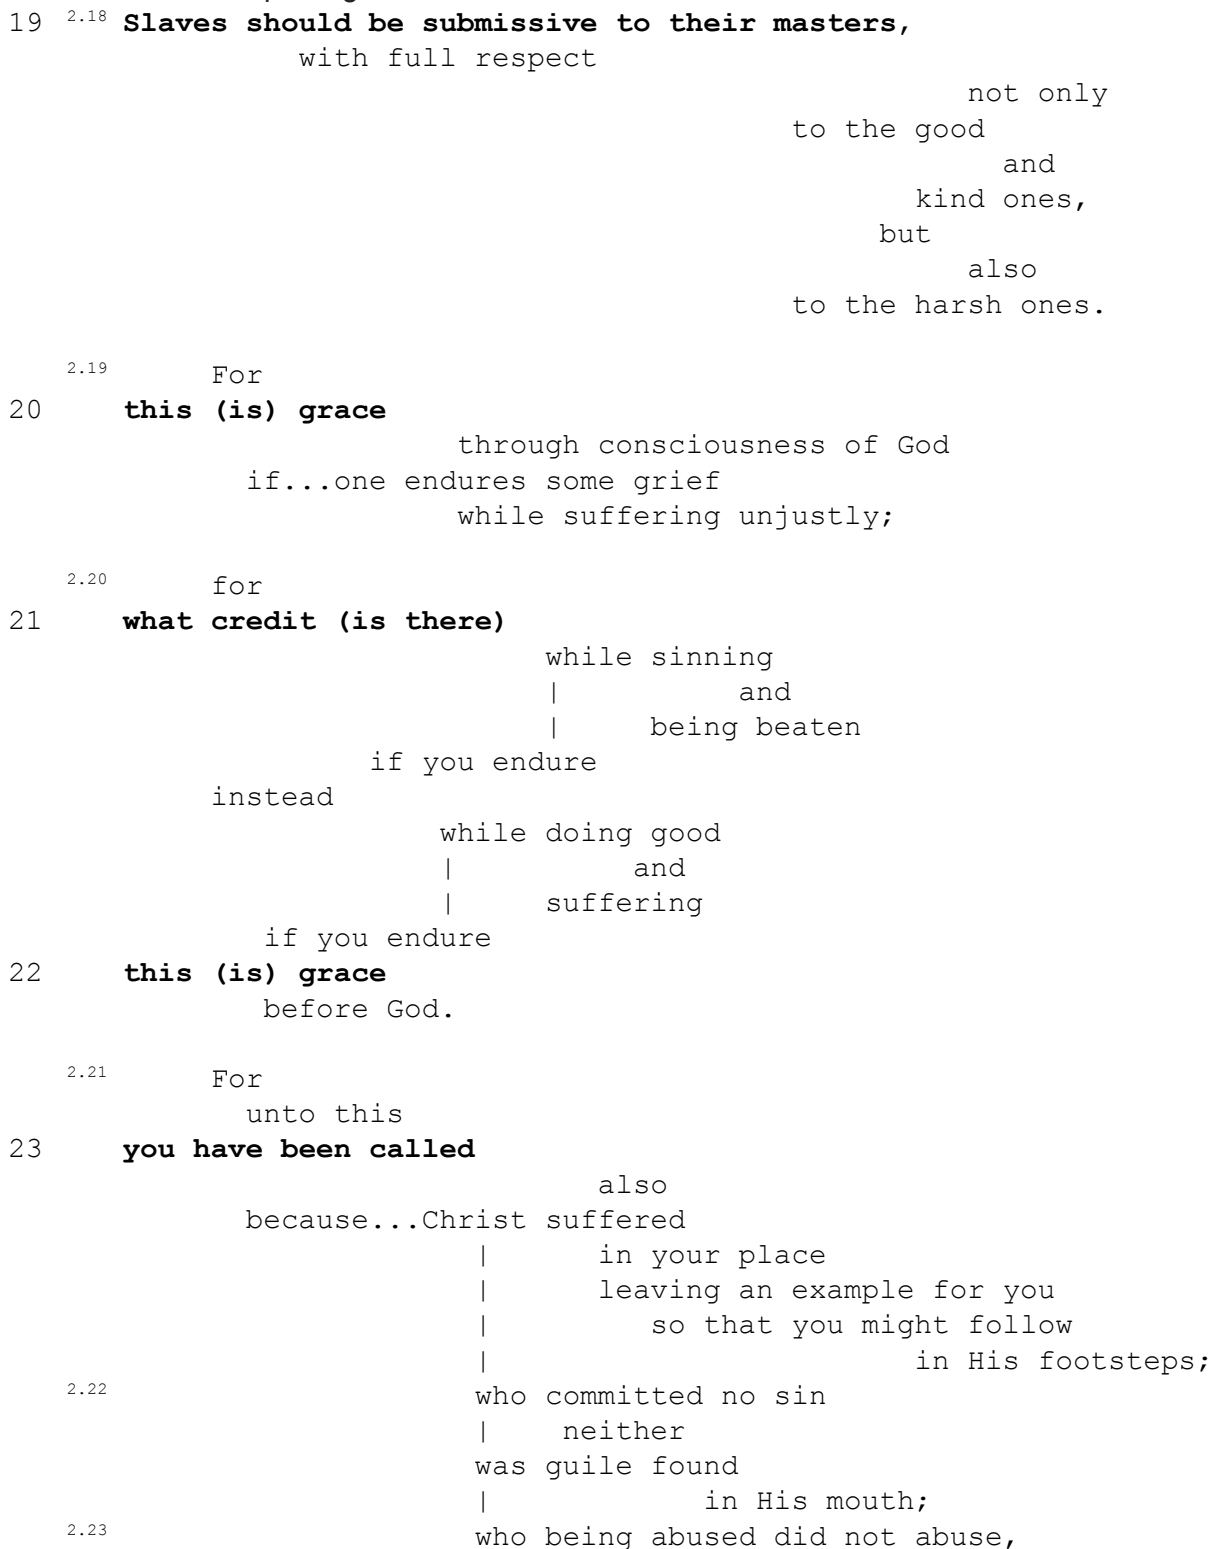 19 2.18 Slaves should be submissive to their masters,
with full respect
not only
to the good
and
kind ones,
but
also
to the harsh ones.
2.19 For
20 this (is) grace
through consciousness of God
if...one endures some grief
while suffering unjustly;
2.20 for
21 what credit (is there)
while sinning
| and
| being beaten
if you endure
instead
while doing good
| and
| suffering
if you endure
22 this (is) grace
before God.
2.21 For
unto this
23 you have been called
also
because...Christ suffered
| in your place
| leaving an example for you
| so that you might follow
| in His footsteps;
2.22 who committed no sin
| neither
was guile found
| in His mouth;
2.23 who being abused did not abuse,